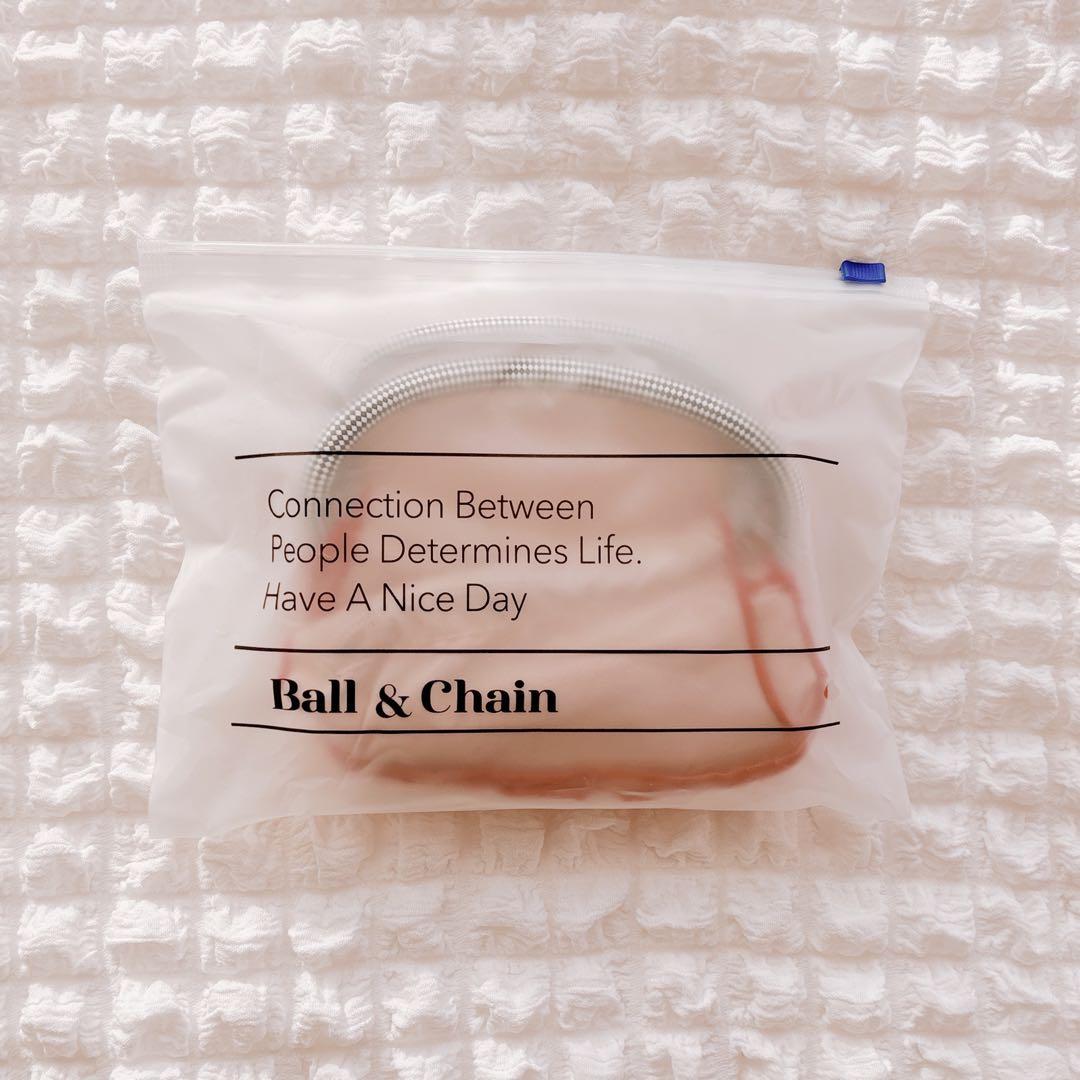 Connection Between
People Determines Life.
Have A Nice Day
Ball & Chain